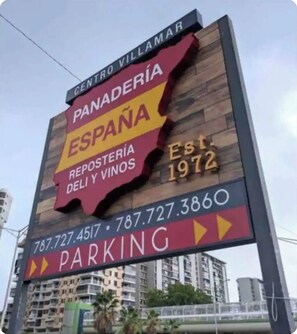 CENTRO VILLAMAR
PANADERÍA
ESPAÑA
REPOSTERÍA
DELI Y VINOS
Est.
1972
787.727.4517 • 787.727.3860
PARKING